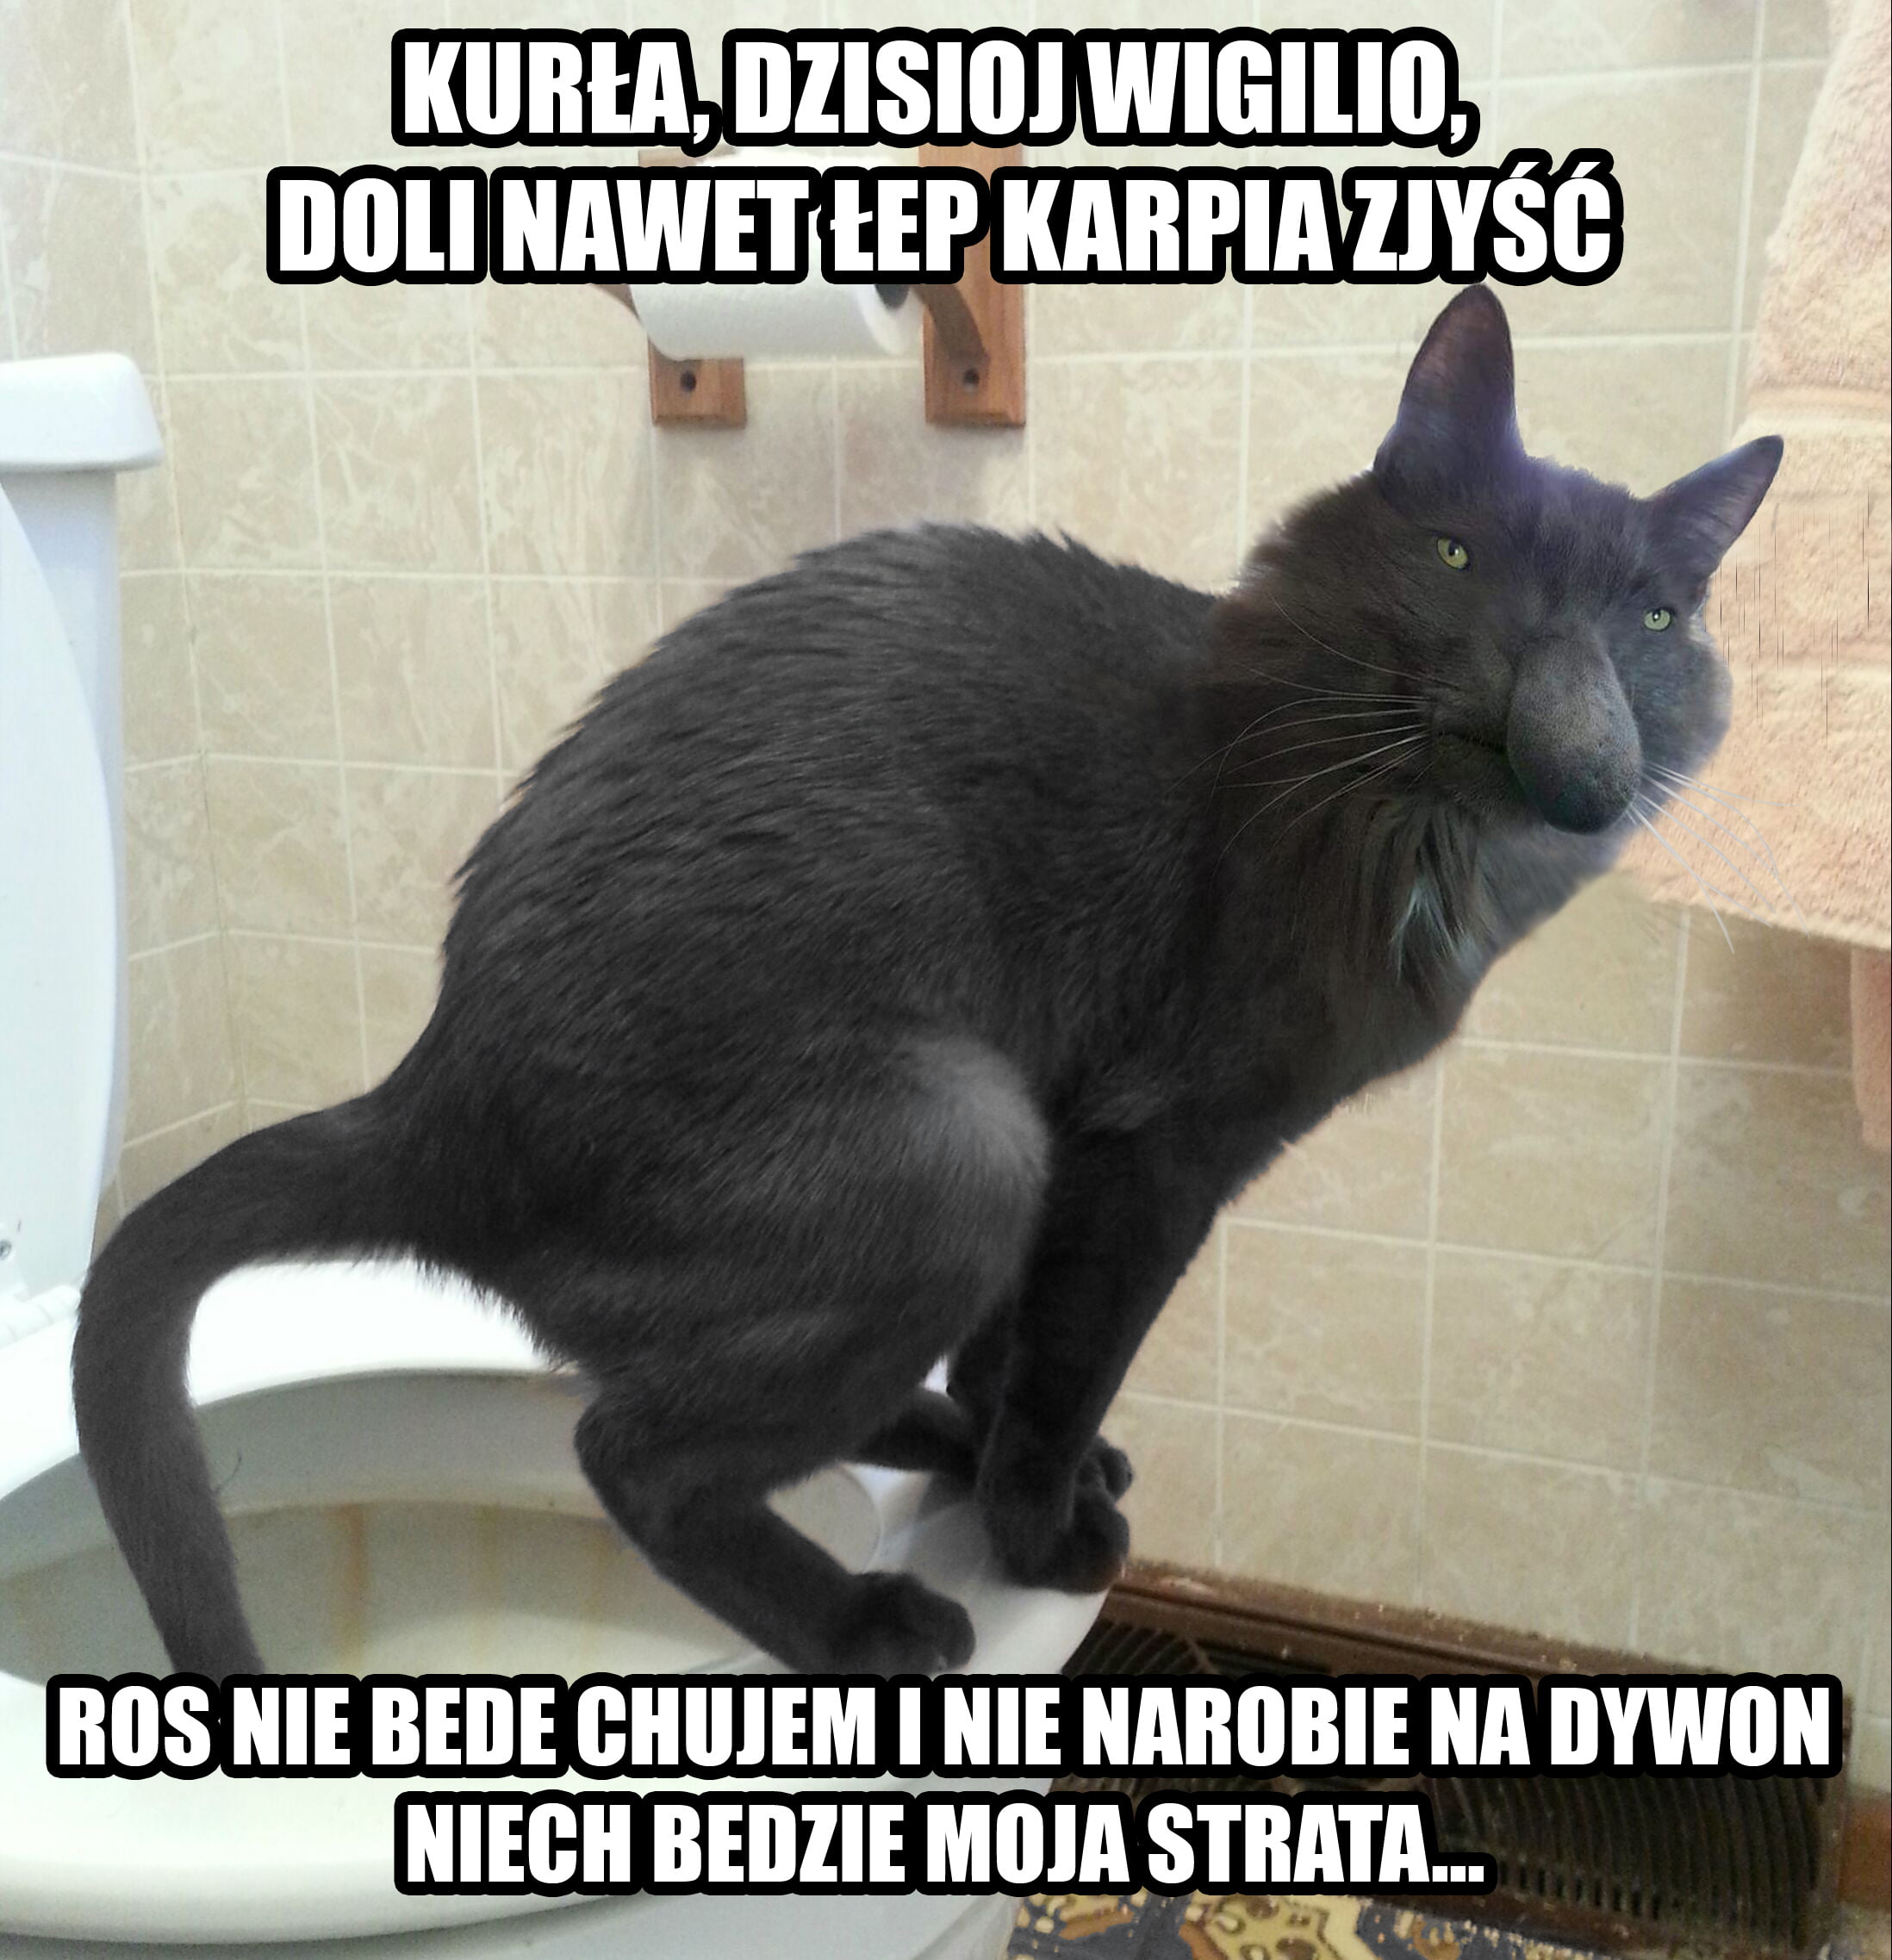 KURŁA, DZISIOJ WIGILIO,
DOLI NAWET ŁEP KARPIA ZJYŚĆ
ROS NIE BEDE CHUJEM I NIE NAROBIE NA DYWON
NIECH BEDZIE MOJA STRATA...